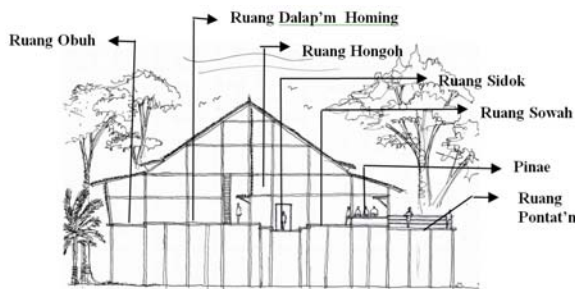 Ruang Dalap'm Homing
Ruang Obuh
Ruang Hongoh
Ruang Sidok
Ruang Sowah
Pinae
Ruang
Pontat'n